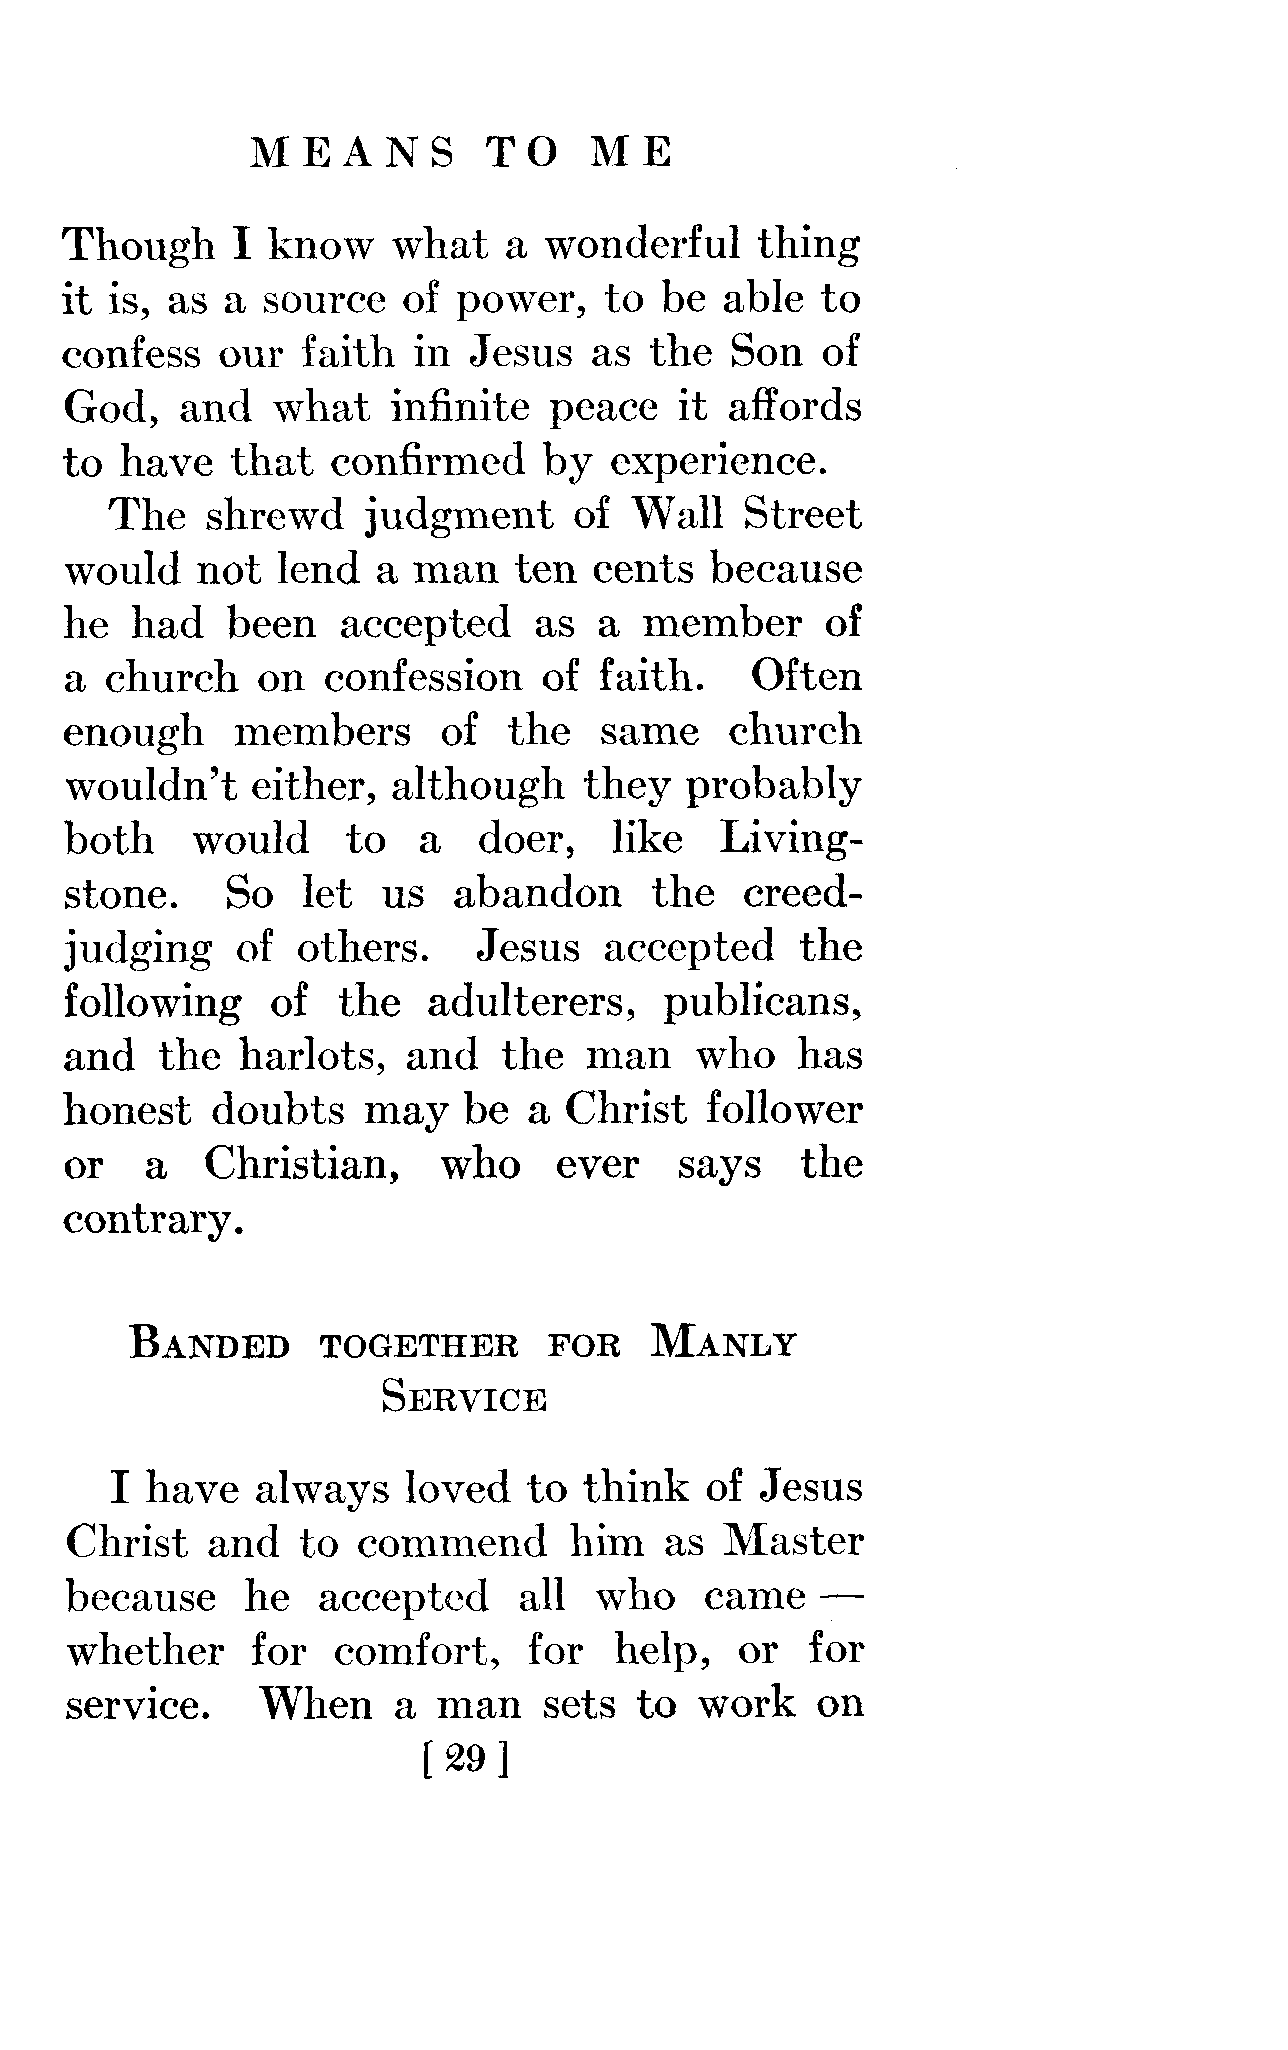 MEANS TO ME
Though I know what a wonderful thing
it is, as a source of power, to be able to
confess our faith in Jesus as the Son of
God, and what infinite peace it affords
to have that confirmed by experience.
The shrewd judgment of Wall Street
would not lend a man ten cents because
he had been accepted as a member of
a church on confession of faith. Often
enough members of the same church
wouldn't either, although they probably
both would to a doer, like Living-
stone. So let us abandon the creed-
judging of others. Jesus accepted the
following of the adulterers, publicans,
and the harlots, and the man who has
honest doubts may be a Christ follower
or a Christian, who ever says the
contrary.
Banded together for Manly
Service
I have always loved to think of Jesus
Christ and to commend him as Master
because he accepted all who came —
whether for comfort, for help, or for
service. When a man sets to work on
[ 29 ]